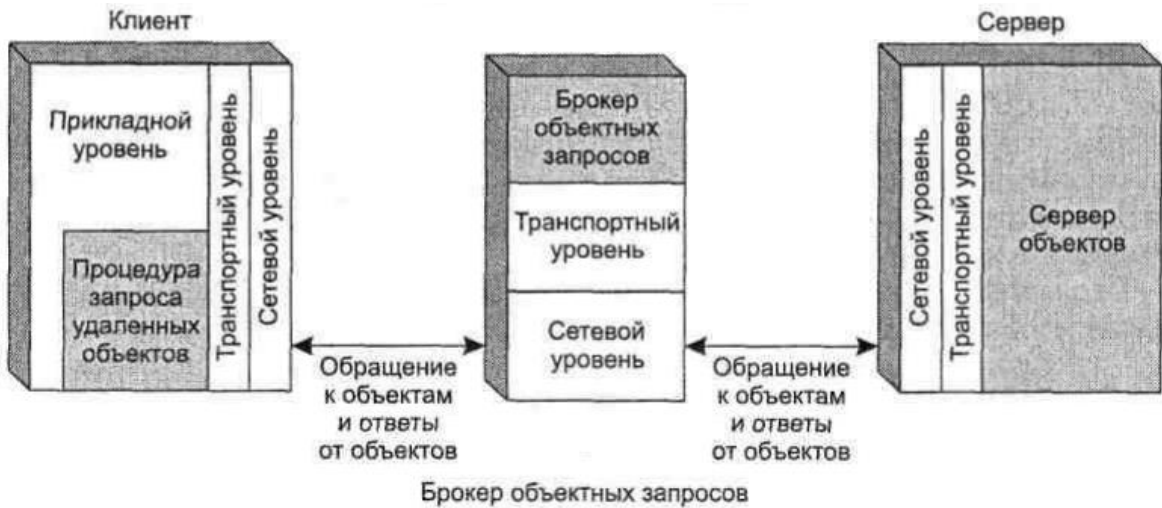 Клиент
Прикладной
уровень
Процедура
запроса
удаленных
объектов
Транспортный уровень
Сетевой уровень
Обращение
к объектам
и ответы
от объектов
Брокер
объектных
запросов
Транспортный
уровень
Сетевой
уровень
Обращение
к объектам
и ответы
от объектов
Сервер
Сетевой уровень
Транспортный уровень
Сервер
объектов
Брокер объектных запросов